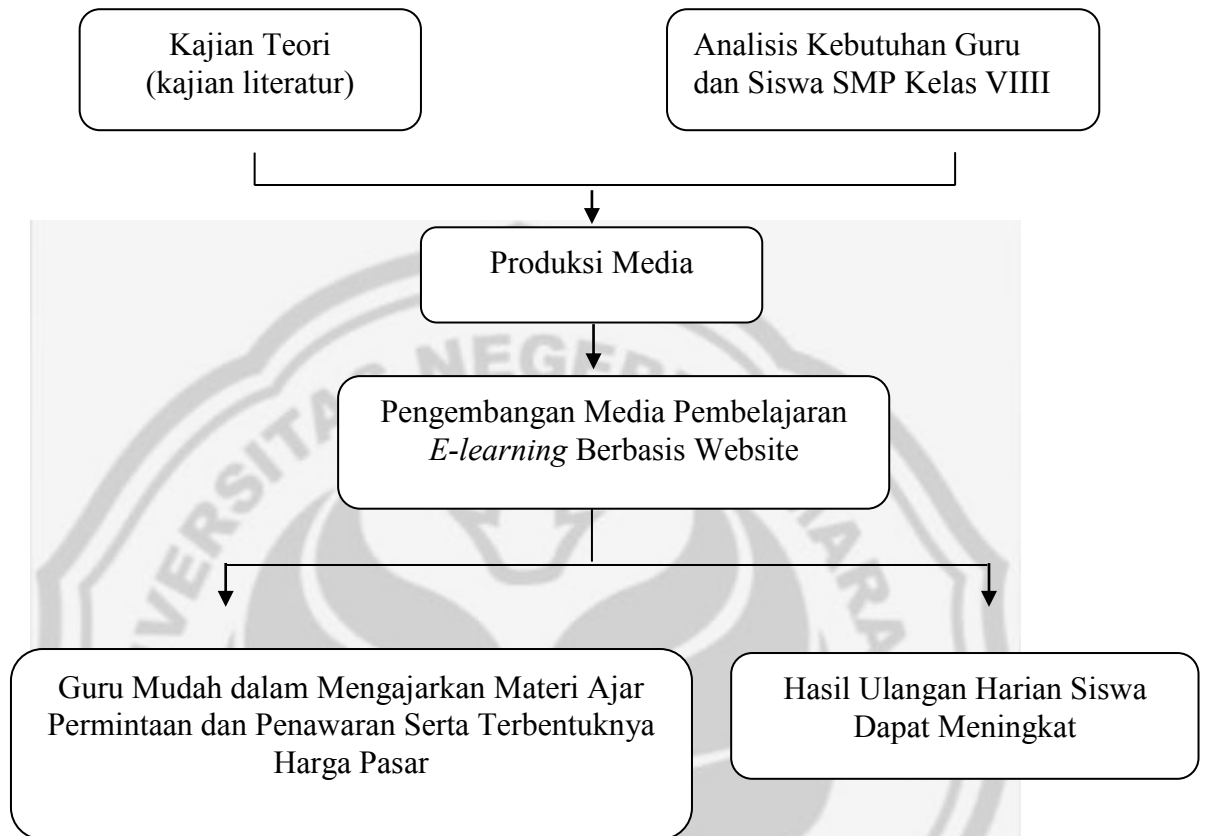 Kajian Teori
(kajian literatur)
Analisis Kebutuhan Guru
dan Siswa SMP Kelas VIIII
Produksi Media
Pengembangan Media Pembelajaran
E-learning Berbasis Website
Guru Mudah dalam Mengajarkan Materi Ajar
Permintaan dan Penawaran Serta Terbentuknya
Harga Pasar
Hasil Ulangan Harian Siswa
Dapat Meningkat